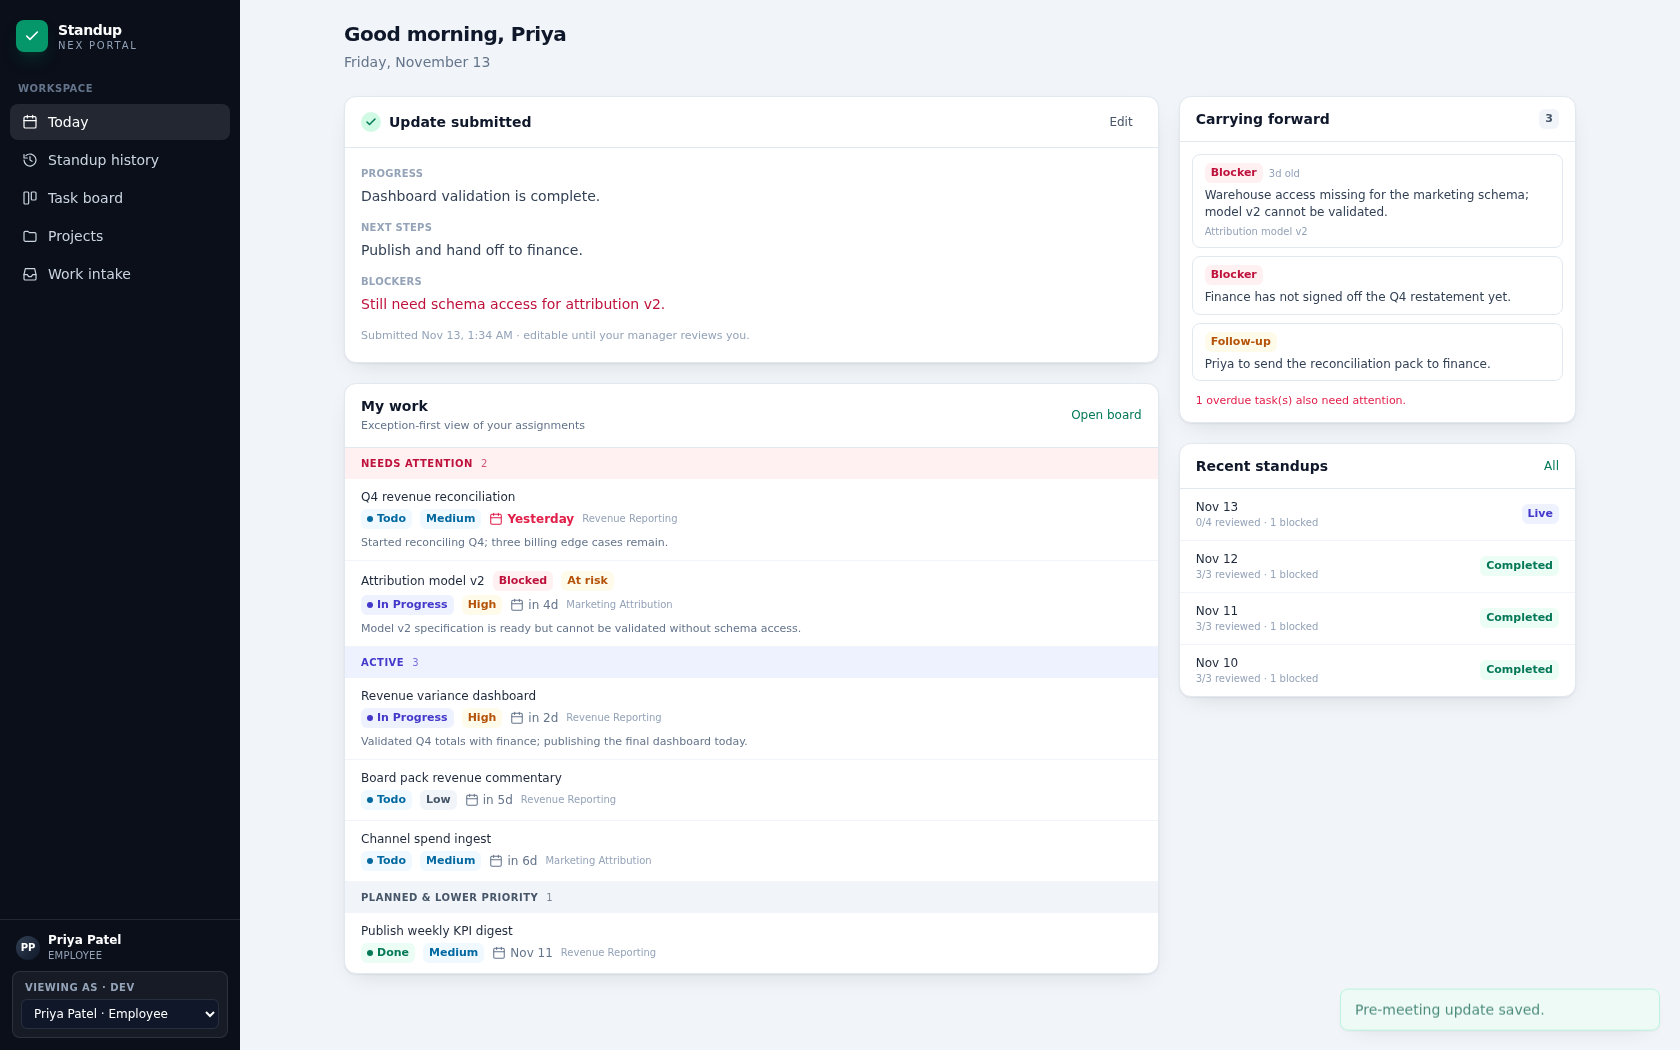 Standup
NEX PORTAL
WORKSPACE
Today
Standup history
Task board
Projects
Work intake
PP
Priya Patel
EMPLOYEE
VIEWING AS · DEV
Priya Patel · Employee
Good morning, Priya
Friday, November 13
Update submitted
Edit
PROGRESS
Dashboard validation is complete.
NEXT STEPS
Publish and hand off to finance.
BLOCKERS
Still need schema access for attribution v2.
Submitted Nov 13, 1:34 AM · editable until your manager reviews you.
My work
Exception-first view of your assignments
Open board
NEEDS ATTENTION 2
Q4 revenue reconciliation
Todo Medium Yesterday Revenue Reporting
Started reconciling Q4; three billing edge cases remain.
Attribution model v2 Blocked At risk
In Progress High in 4d Marketing Attribution
Model v2 specification is ready but cannot be validated without schema access.
ACTIVE 3
Revenue variance dashboard
In Progress High in 2d Revenue Reporting
Validated Q4 totals with finance; publishing the final dashboard today.
Board pack revenue commentary
Todo Low in 5d Revenue Reporting
Channel spend ingest
Todo Medium in 6d Marketing Attribution
PLANNED & LOWER PRIORITY 1
Publish weekly KPI digest
Done Medium Nov 11 Revenue Reporting
Carrying forward 3
Blocker 3d old
Warehouse access missing for the marketing schema;
model v2 cannot be validated.
Attribution model v2
Blocker
Finance has not signed off the Q4 restatement yet.
Follow-up
Priya to send the reconciliation pack to finance.
1 overdue task(s) also need attention.
Recent standups
All
Nov 13
0/4 reviewed · 1 blocked
Live
Nov 12
3/3 reviewed · 1 blocked
Completed
Nov 11
3/3 reviewed · 1 blocked
Completed
Nov 10
3/3 reviewed · 1 blocked
Completed
Pre-meeting update saved.